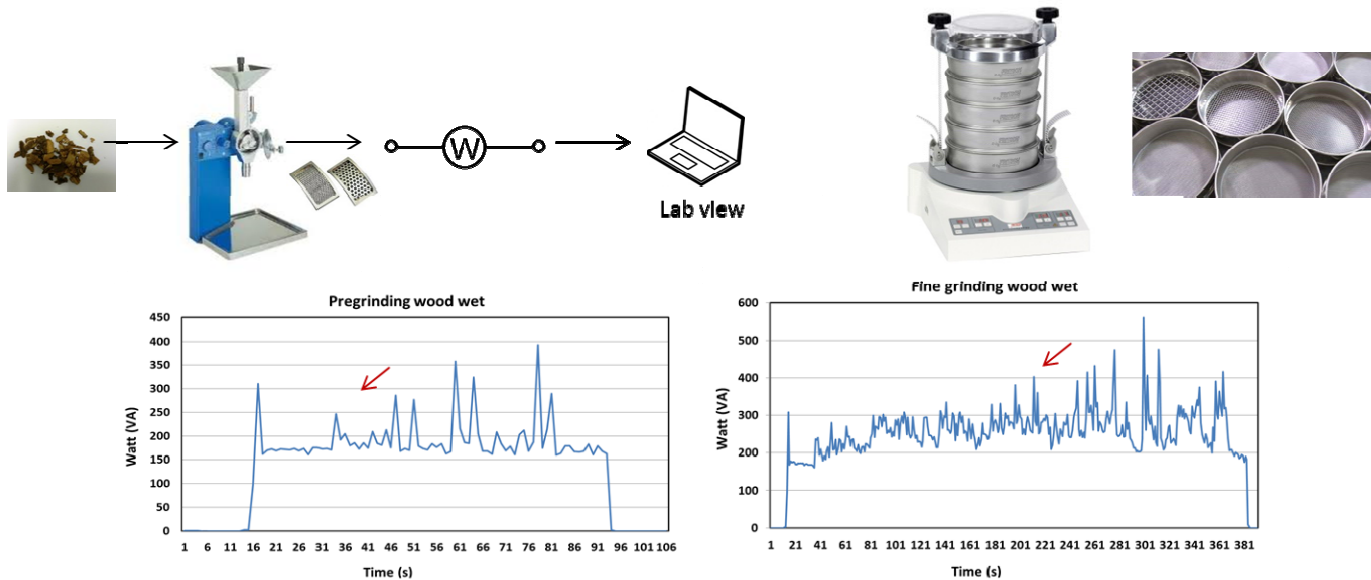 W
Lab view
Pregrinding wood wet
450
400
350
300
250
200
150
100
50
0
Watt (VA)
1 6 11 16 21 26 31 36 41 46 51 56 61 66 71 76 81 86 91 96 101 106
Time (s)
Fine grinding wood wet
600
500
400
300
200
100
0
Watt (VA)
1 21 41 61 81 101 121 141 161 181 201 221 241 261 281 301 321 341 361 381
Time (s)